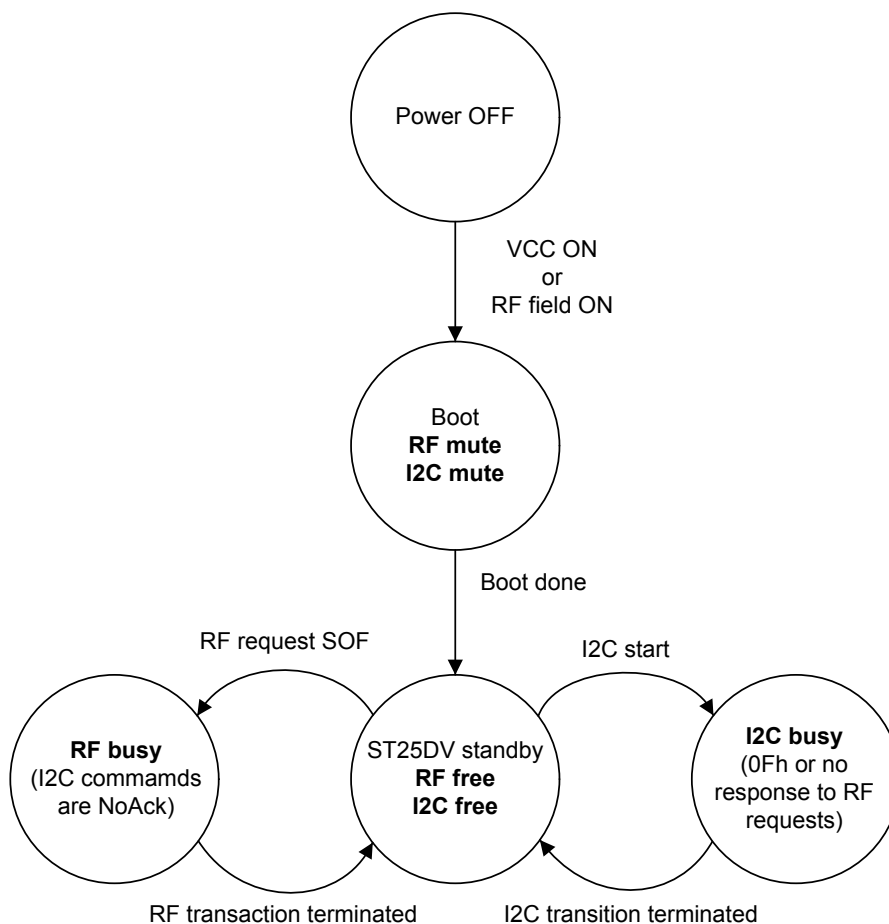 Power OFF
VCC ON
or
RF field ON
Boot
RF mute
I2C mute
Boot done
RF request SOF
I2C start
RF busy
(I2C commamds
are NoAck)
ST25DV standby
RF free
I2C free
I2C busy
(0Fh or no
response to RF
requests)
RF transaction terminated
I2C transition terminated